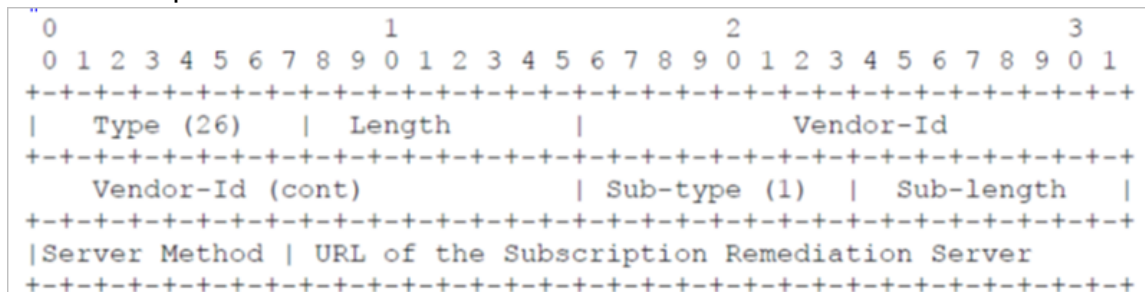 0                   1                   2                   3
 0 1 2 3 4 5 6 7 8 9 0 1 2 3 4 5 6 7 8 9 0 1 2 3 4 5 6 7 8 9 0 1
+-+-+-+-+-+-+-+-+-+-+-+-+-+-+-+-+-+-+-+-+-+-+-+-+-+-+-+-+-+-+-+-+
|   Type (26)   |  Length       |            Vendor-Id
+-+-+-+-+-+-+-+-+-+-+-+-+-+-+-+-+-+-+-+-+-+-+-+-+-+-+-+-+-+-+-+-+
    Vendor-Id (cont)            | Sub-type (1)  |  Sub-length   |
+-+-+-+-+-+-+-+-+-+-+-+-+-+-+-+-+-+-+-+-+-+-+-+-+-+-+-+-+-+-+-+-+
|Server Method | URL of the Subscription Remediation Server
+-+-+-+-+-+-+-+-+-+-+-+-+-+-+-+-+-+-+-+-+-+-+-+-+-+-+-+-+-+-+-+-+